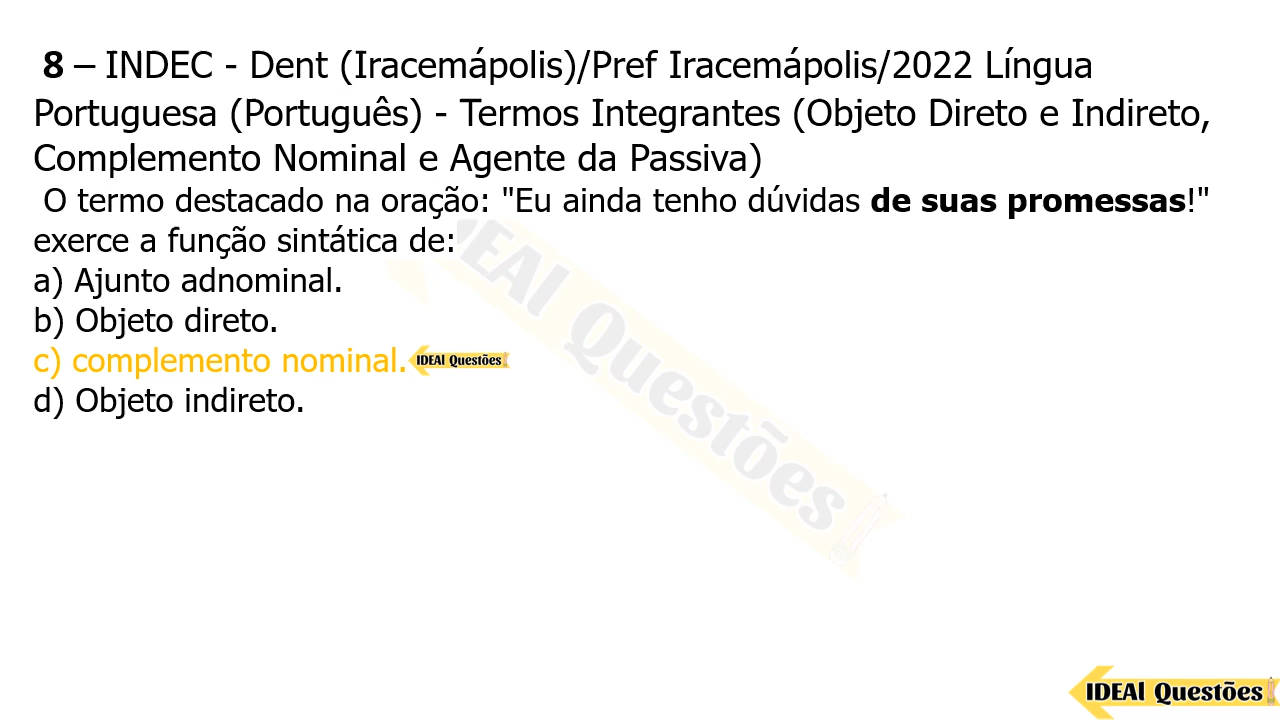 8 – INDEC - Dent (Iracemápolis)/Pref Iracemápolis/2022 Língua
Portuguesa (Português) - Termos Integrantes (Objeto Direto e Indireto,
Complemento Nominal e Agente da Passiva)
O termo destacado na oração: "Eu ainda tenho dúvidas de suas promessas!"
exerce a função sintática de:
a) Ajunto adnominal.
b) Objeto direto.
c) complemento nominal. IDEAl Questões
d) Objeto indireto.
IDEAl Questões
IDEAl Questões